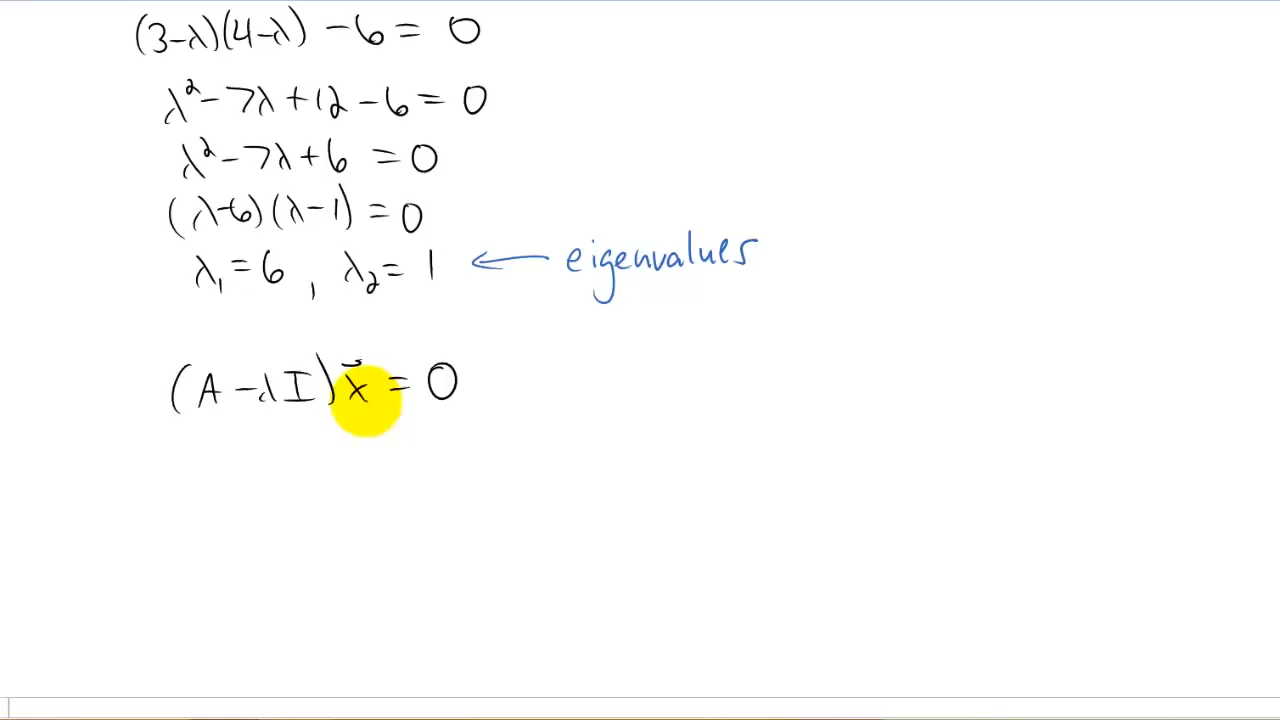 (3-λ)(4-λ) - 6 = 0
λ² - 7λ + 12 - 6 = 0
λ² - 7λ + 6 = 0
(λ-6)(λ-1) = 0
λ₁ = 6 , λ₂ = 1 ← eigenvalues
(A - λI)x⃗ = 0